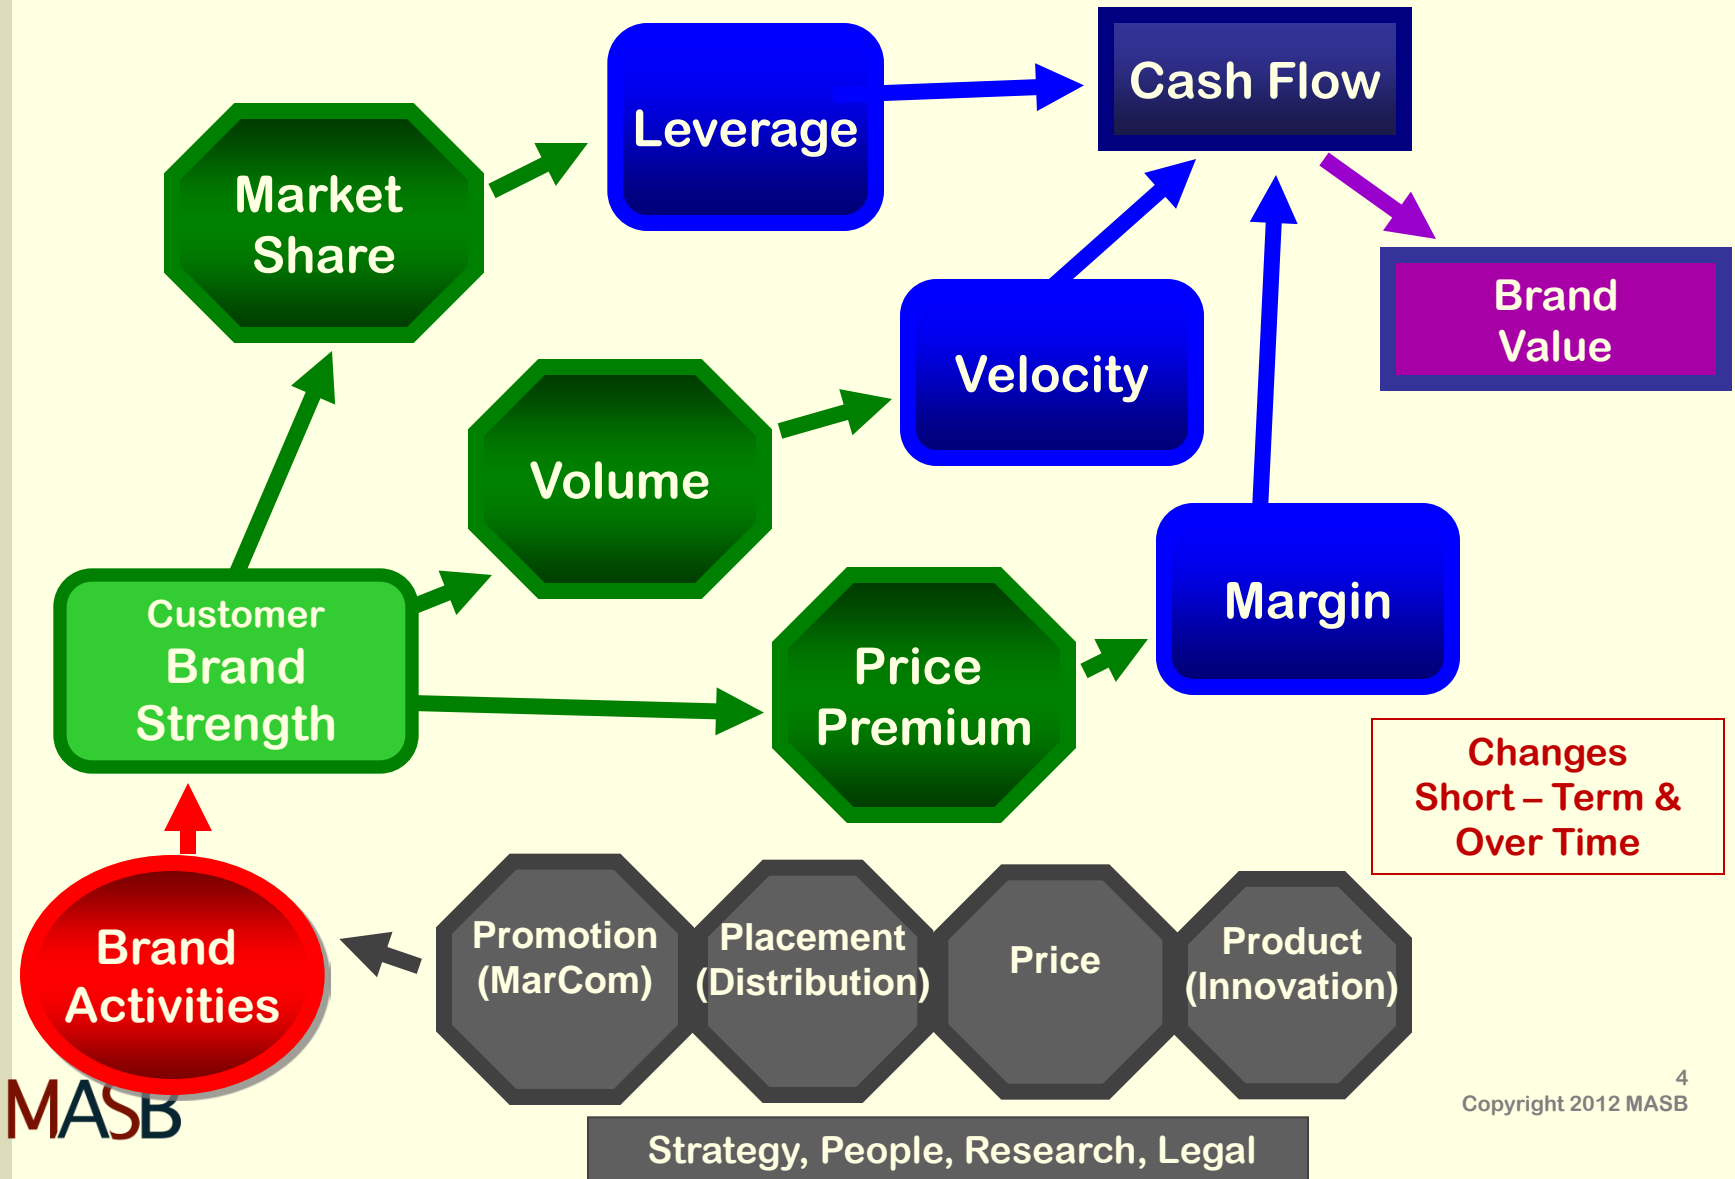 Cash Flow
Leverage
Market
Share
Brand
Value
Velocity
Volume
Margin
Customer
Brand
Strength
Price
Premium
Changes
Short – Term &
Over Time
Brand
Activities
Promotion
(MarCom)
Placement
(Distribution)
Price
Product
(Innovation)
4
Copyright 2012 MASB
MASB
Strategy, People, Research, Legal